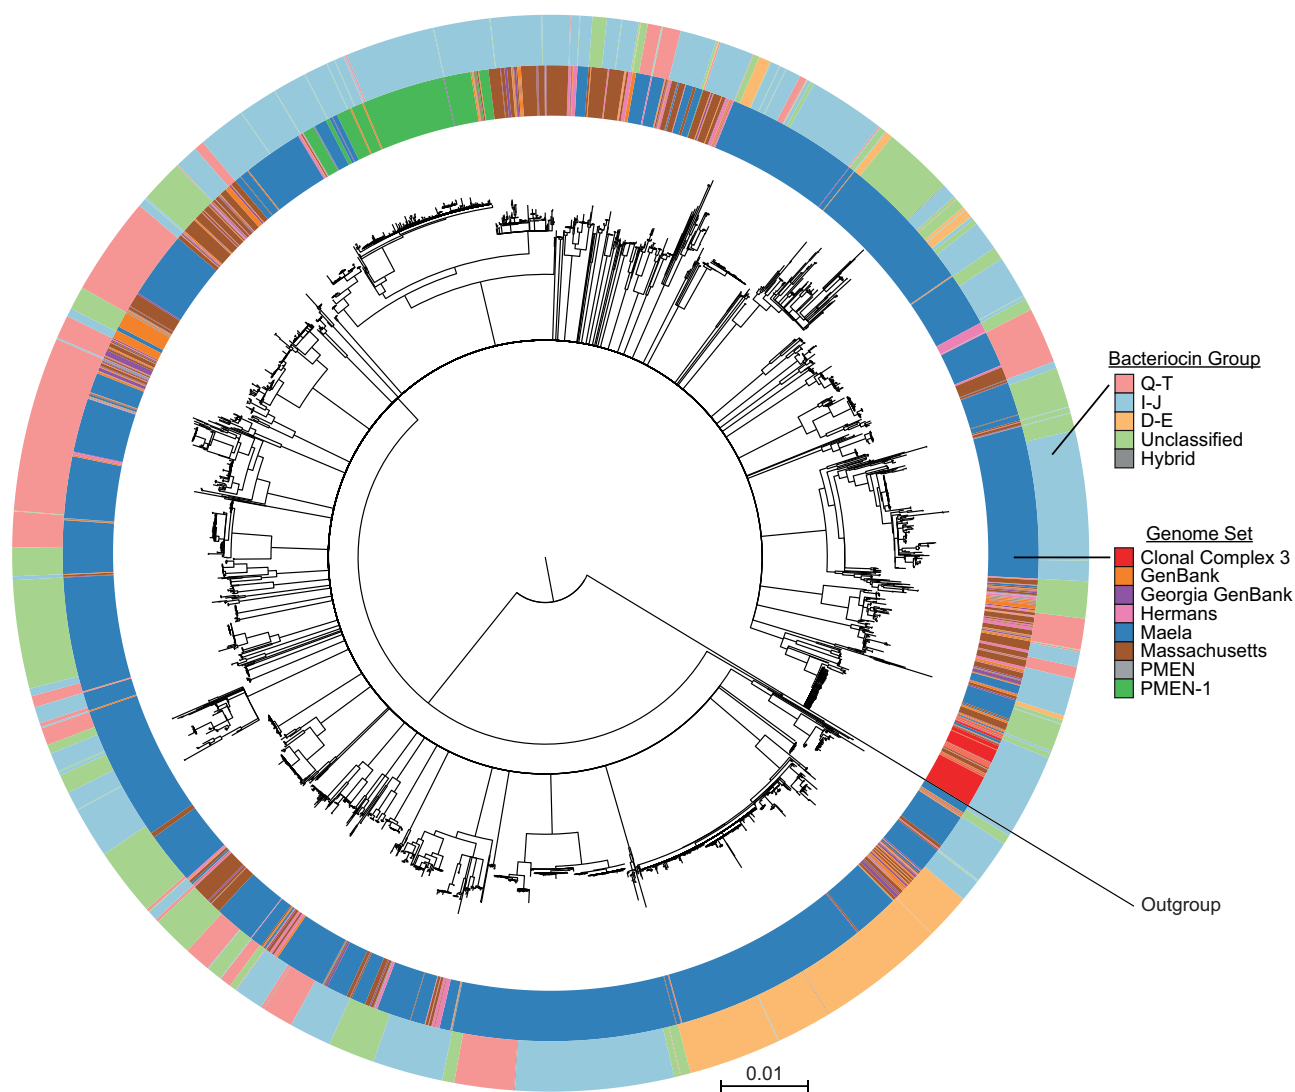 Bacteriocin Group
Q-T
I-J
D-E
Unclassified
Hybrid
Genome Set
Clonal Complex 3
GenBank
Georgia GenBank
Hermans
Maela
Massachusetts
PMEN
PMEN-1
Outgroup
0.01